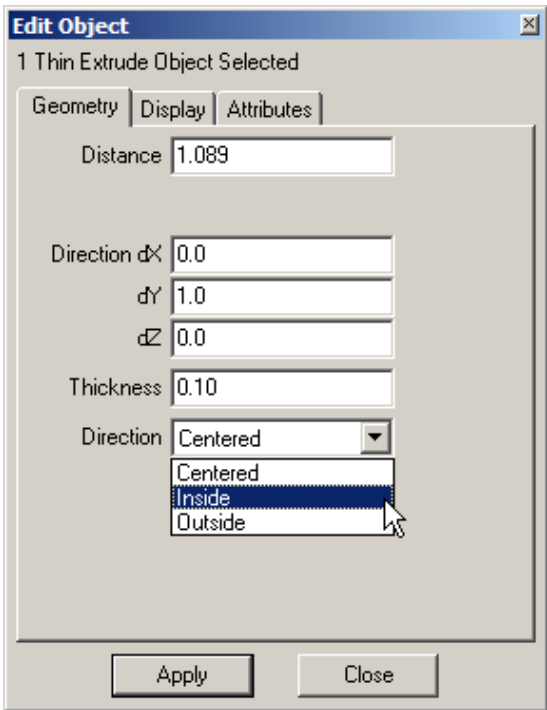 Edit Object
1 Thin Extrude Object Selected
Geometry Display Attributes
Distance 1.089
Direction dX 0.0
dY 1.0
dZ 0.0
Thickness 0.10
Direction Centered
Centered
Inside
Outside
Apply Close